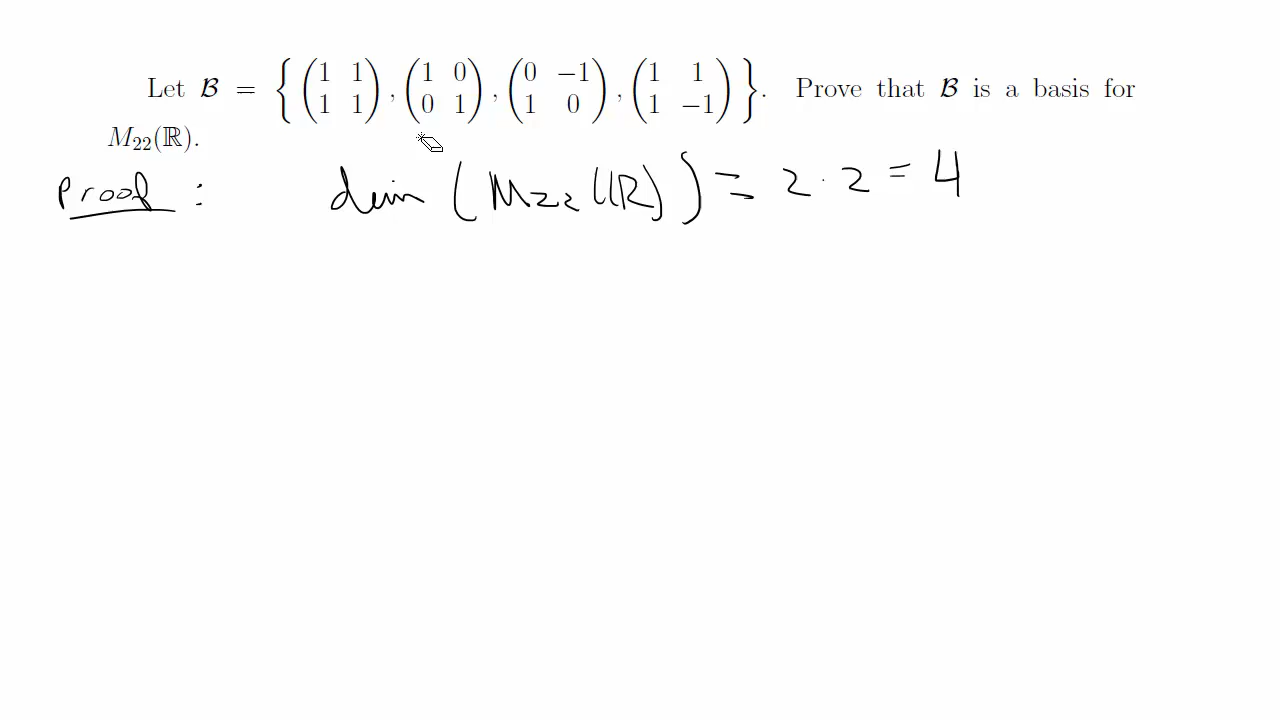 Let 𝓑 = { (1 1; 1 1), (1 0; 0 1), (0 −1; 1 0), (1 1; 1 −1) }. Prove that 𝓑 is a basis for
M₂₂(ℝ).
Proof : dim (M₂₂(ℝ)) = 2 · 2 = 4